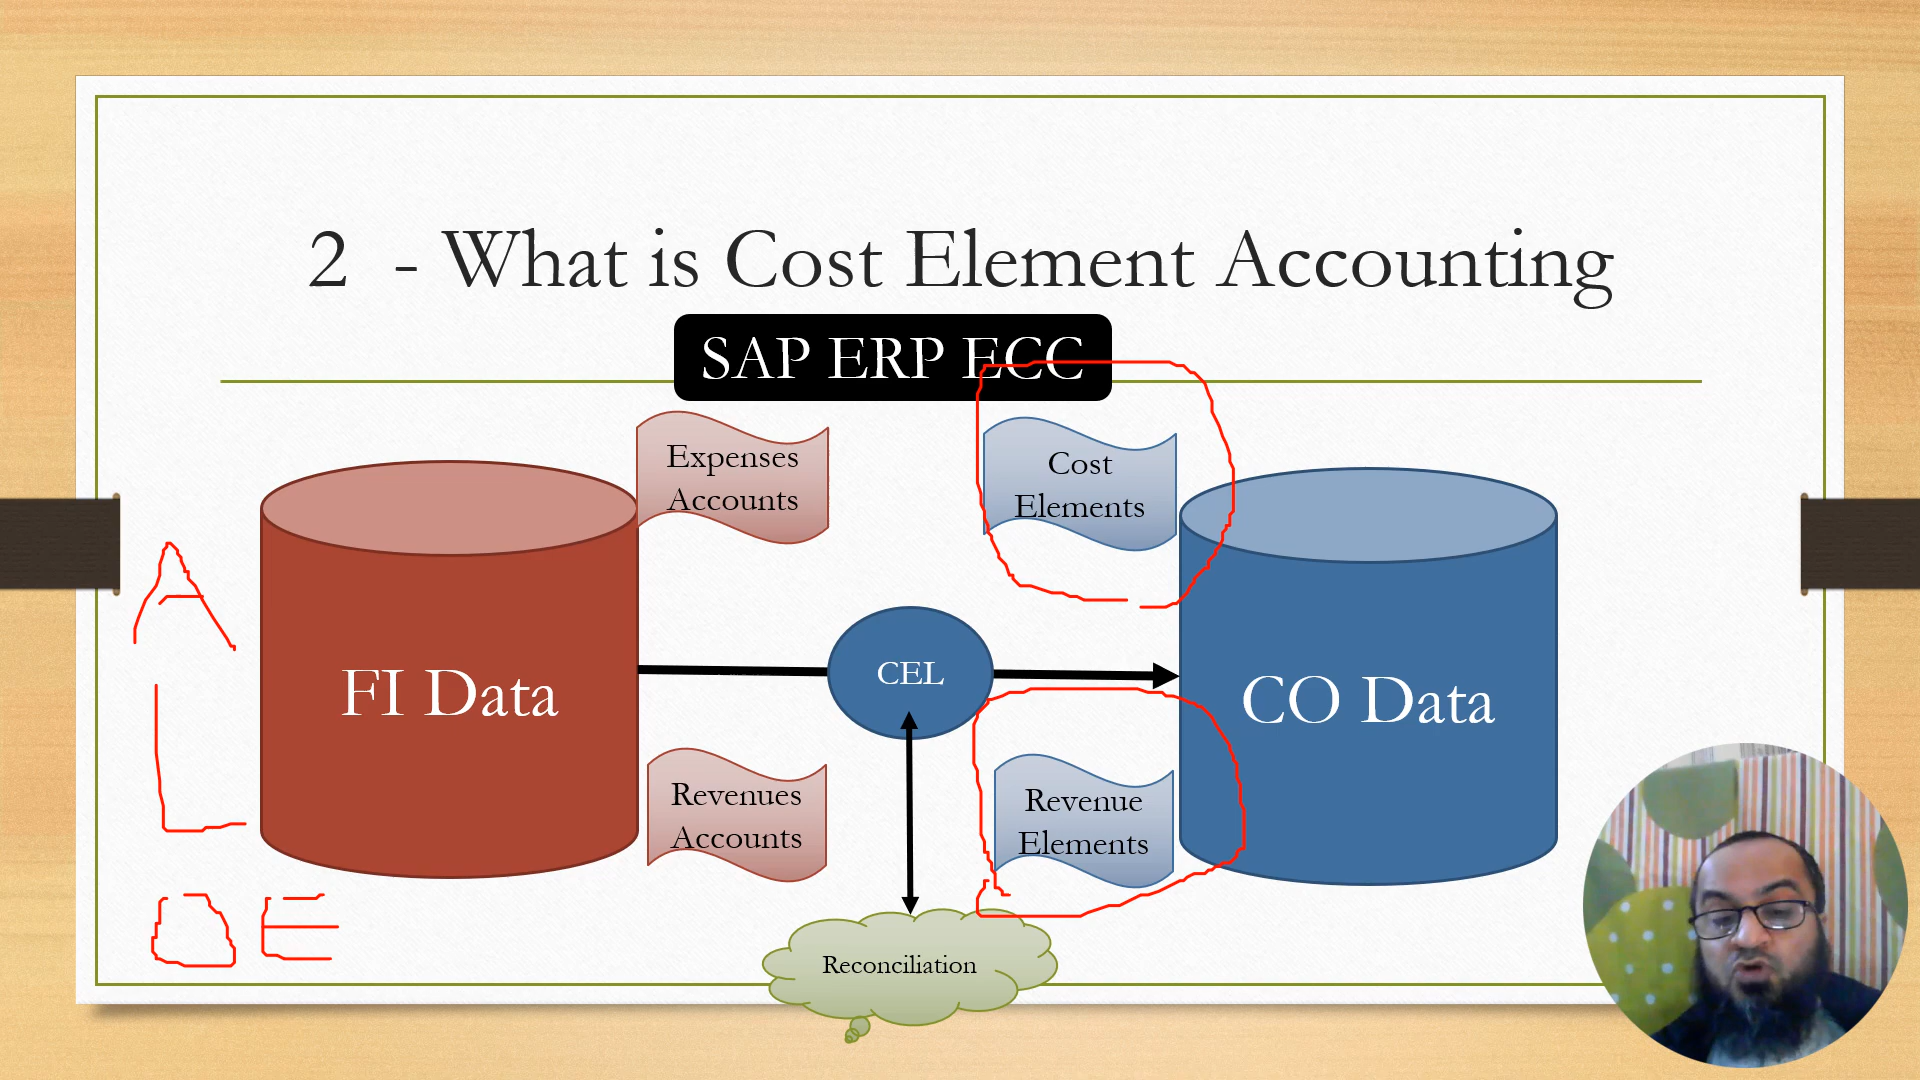 2 - What is Cost Element Accounting
SAP ERP ECC
Expenses
Accounts
Cost
Elements
A
FI Data
CEL
CO Data
L
Revenues
Accounts
Revenue
Elements
OE
Reconciliation